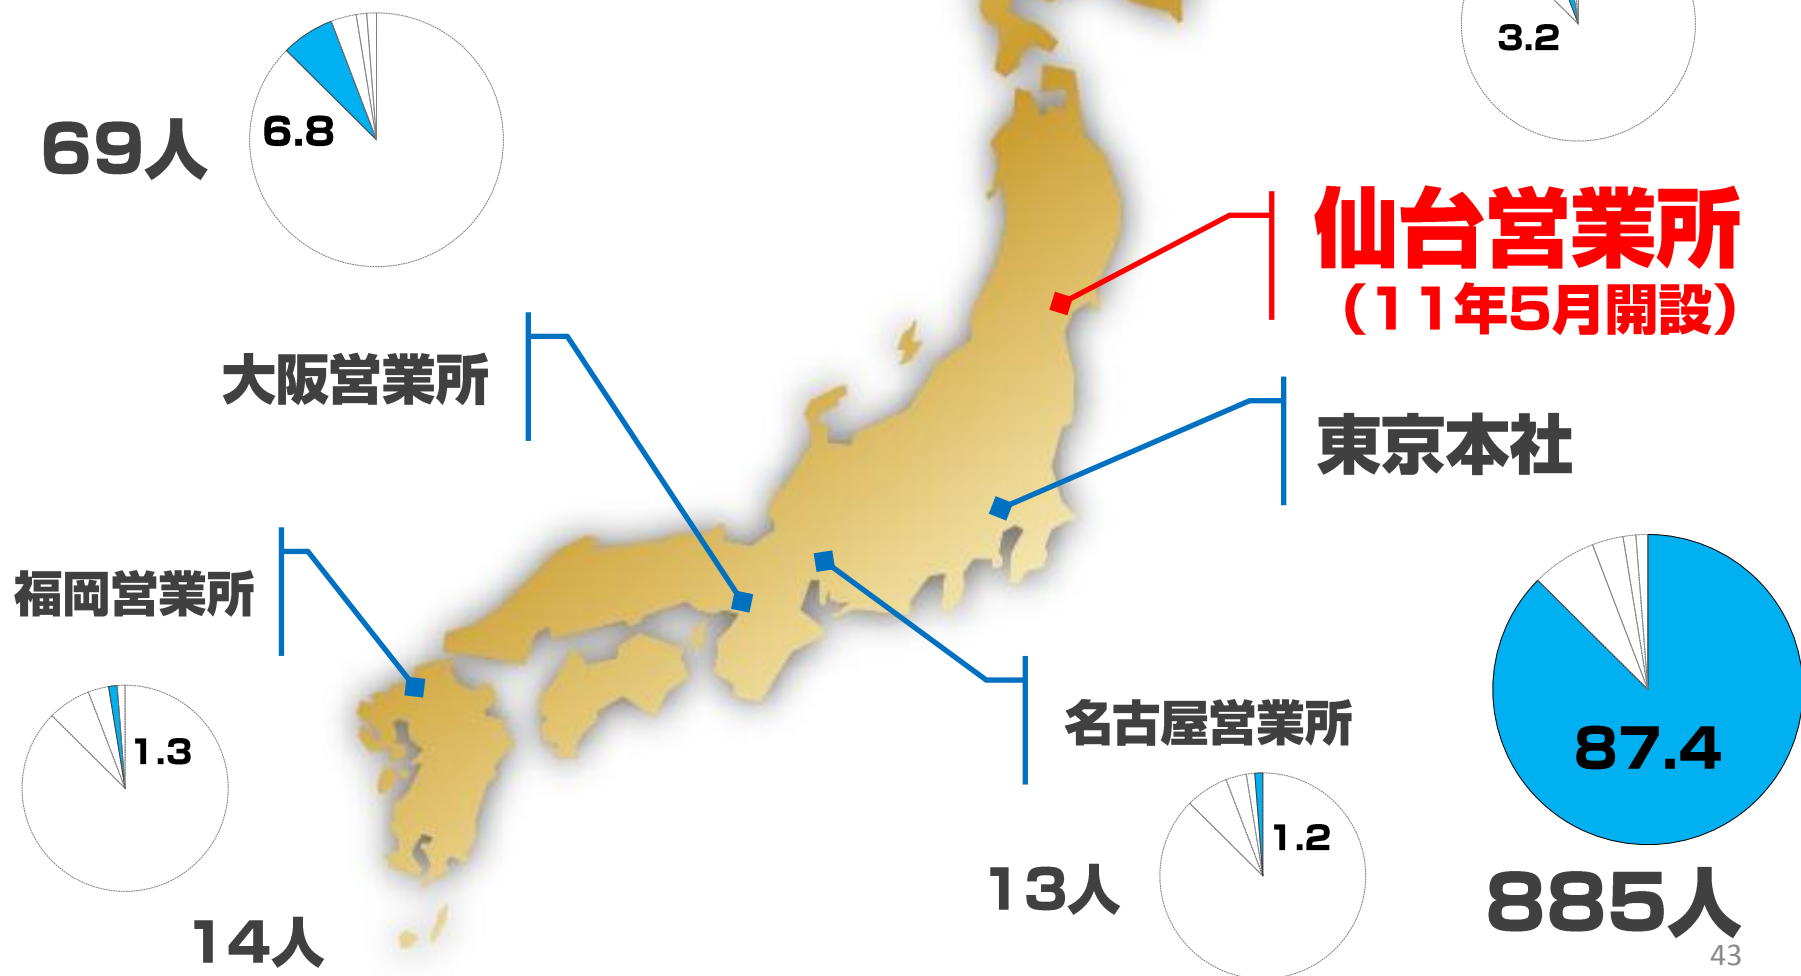 3.2
6.8
69人
仙台営業所
（11年5月開設）
大阪営業所
東京本社
福岡営業所
名古屋営業所
87.4
1.3
1.2
13人
885人
14人
43